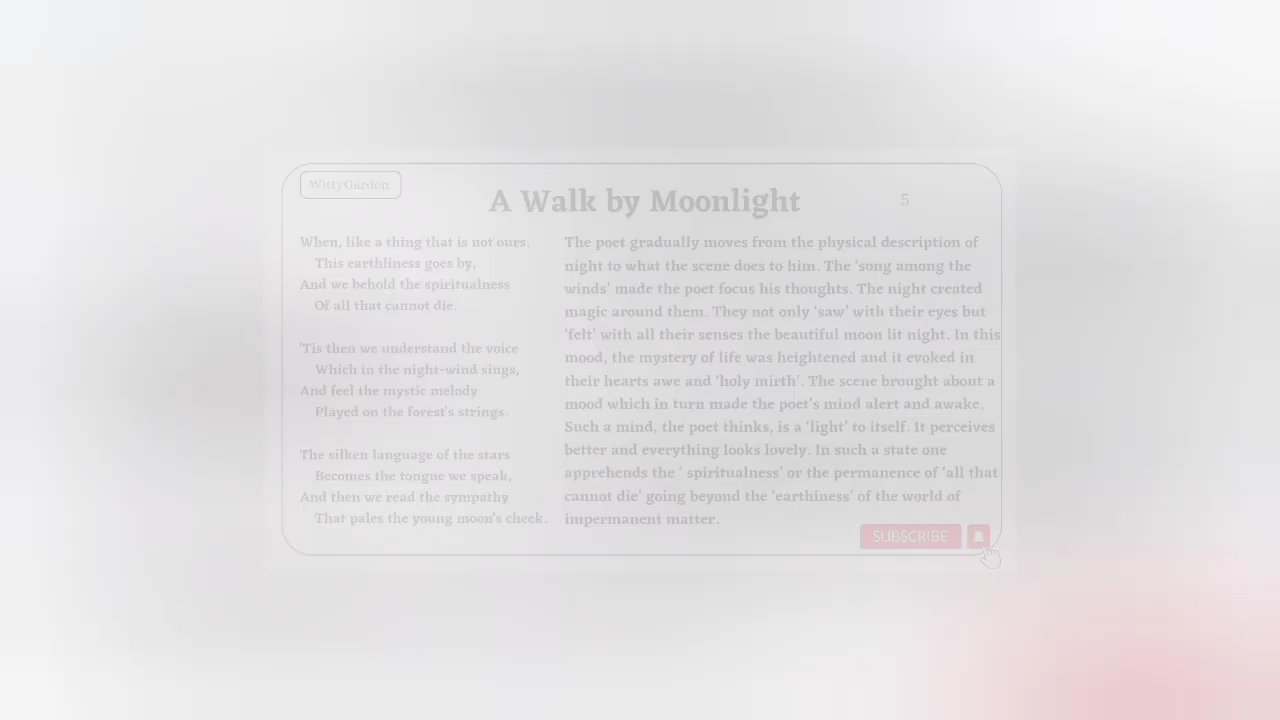 WittyGarden
A Walk by Moonlight
5
When, like a thing that is not ours.
This earthliness goes by,
And we behold the spiritualness
Of all that cannot die.
'Tis then we understand the voice
Which in the night-wind sings,
And feel the mystic melody
Played on the forest's strings.
The silken language of the stars
Becomes the tongue we speak,
And then we read the sympathy
That pales the young moon's cheek.
The poet gradually moves from the physical description of
night to what the scene does to him. The ‘song among the
winds’ made the poet focus his thoughts. The night created
magic around them. They not only ‘saw’ with their eyes but
‘felt’ with all their senses the beautiful moon lit night. In this
mood, the mystery of life was heightened and it evoked in
their hearts awe and ‘holy mirth’. The scene brought about a
mood which in turn made the poet’s mind alert and awake.
Such a mind, the poet thinks, is a ‘light’ to itself. It perceives
better and everything looks lovely. In such a state one
apprehends the ‘ spiritualness’ or the permanence of ‘all that
cannot die’ going beyond the ‘earthiness’ of the world of
impermanent matter.
SUBSCRIBE